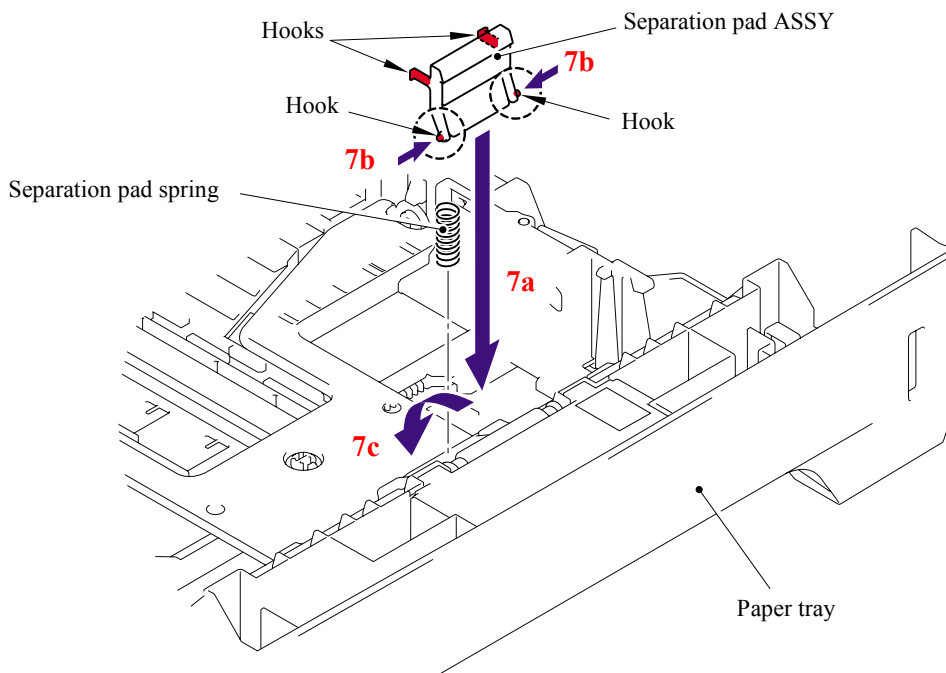 Hooks
Separation pad ASSY
7b
Hook
Hook
7b
Separation pad spring
7a
7c
Paper tray